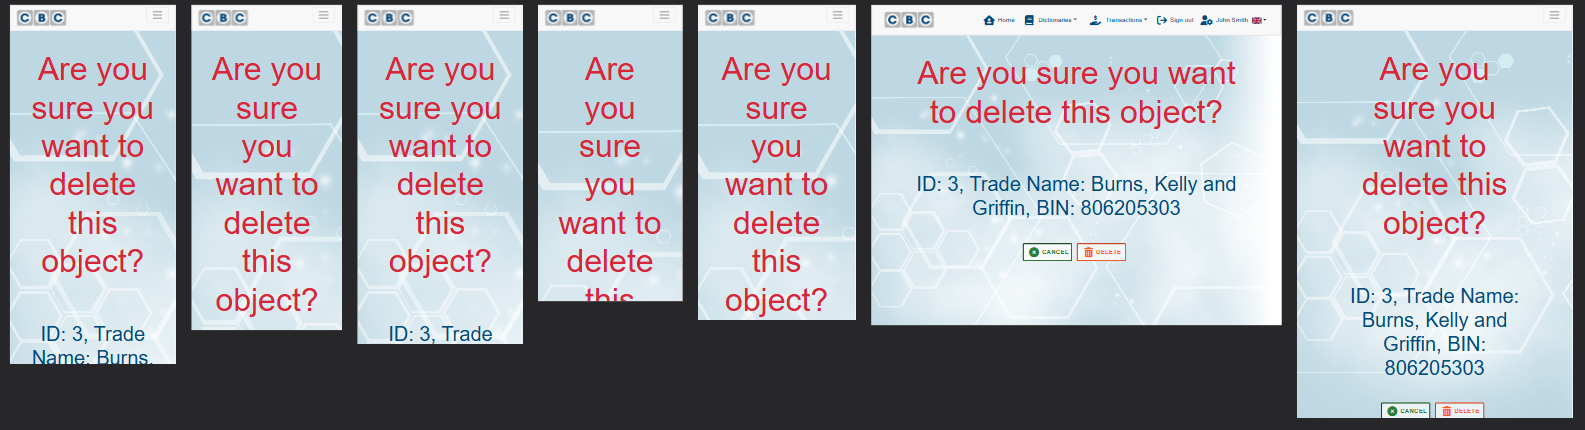 CBC
Are you
sure you
want to
delete
this
object?
ID: 3, Trade
Name: Burns,
CBC
Are you
sure
you
want to
delete
this
object?
CBC
Are you
sure you
want to
delete
this
object?
ID: 3, Trade
CBC
Are
you
sure
you
want to
delete
this
CBC
Are you
sure
you
want to
delete
this
object?
CBC Home Dictionaries Transactions Sign out John Smith
Are you sure you want
to delete this object?
ID: 3, Trade Name: Burns, Kelly and
Griffin, BIN: 806205303
CANCEL DELETE
CBC
Are you
sure you
want to
delete this
object?
ID: 3, Trade Name:
Burns, Kelly and
Griffin, BIN:
806205303
CANCEL DELETE